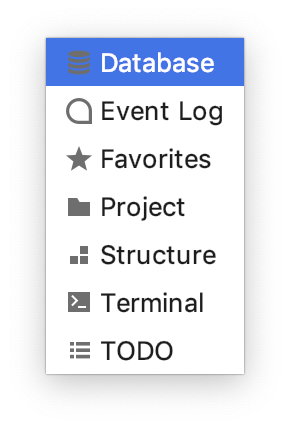 Database
Event Log
Favorites
Project
Structure
Terminal
TODO